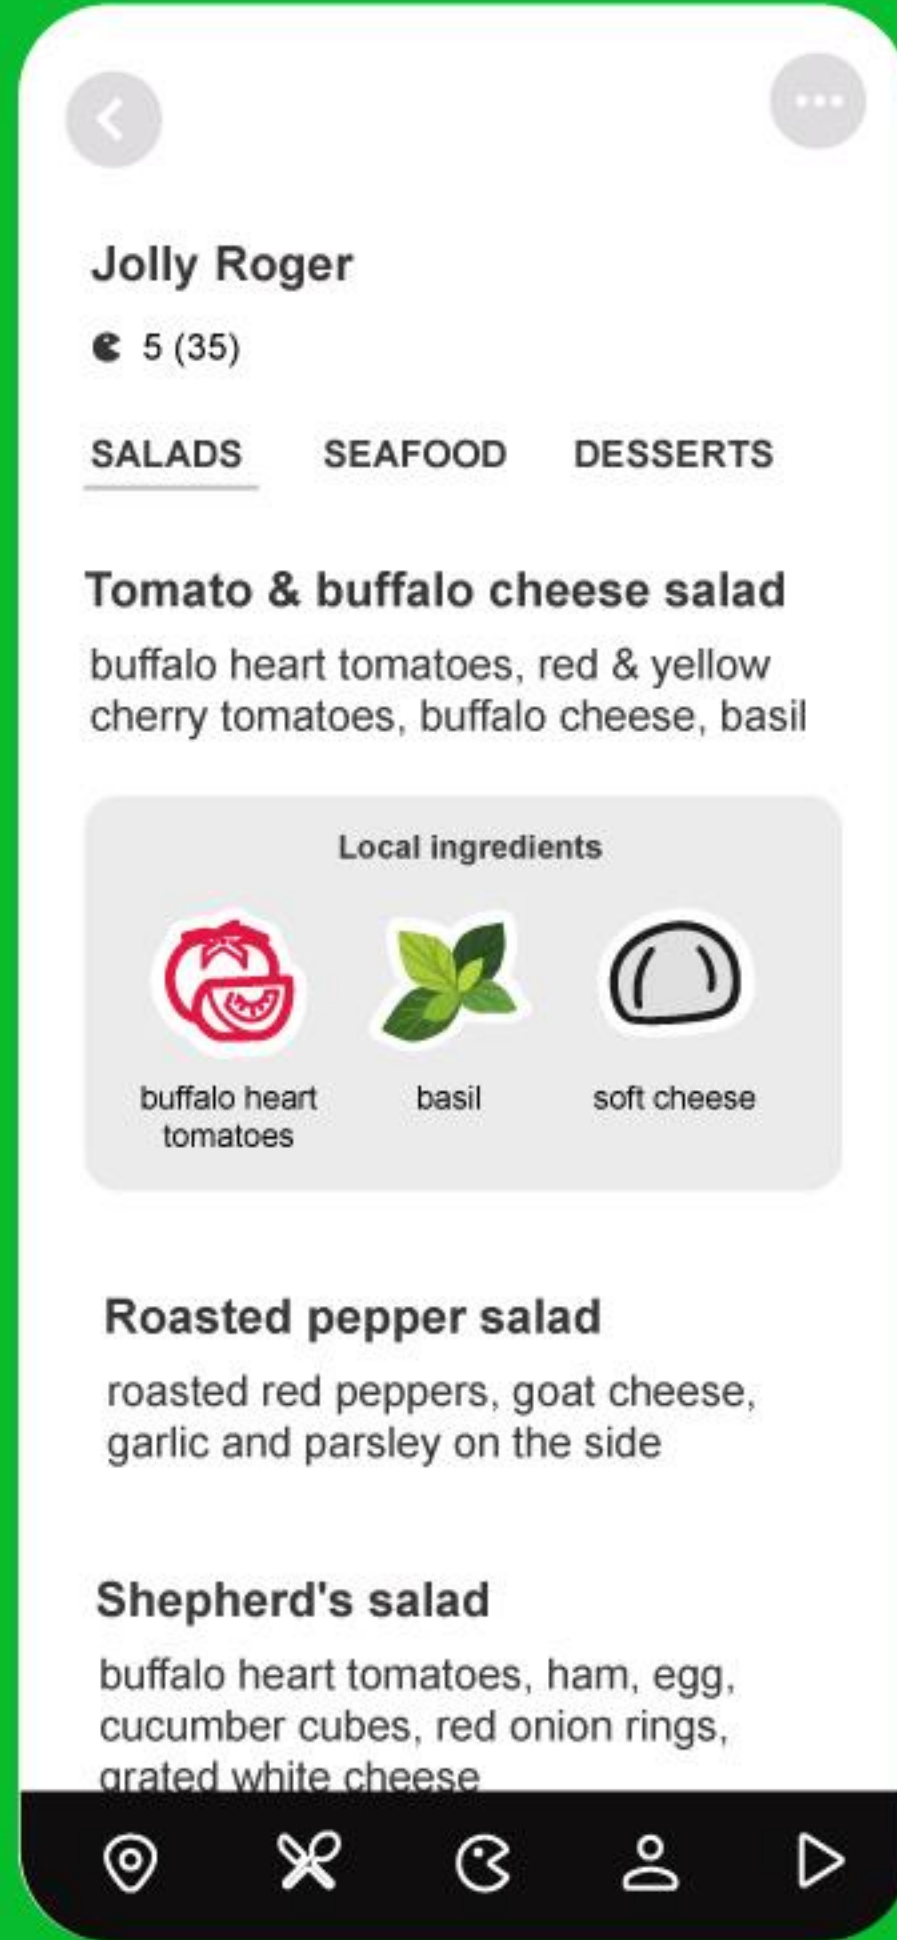 Jolly Roger
5 (35)
SALADS SEAFOOD DESSERTS
Tomato & buffalo cheese salad
buffalo heart tomatoes, red & yellow
cherry tomatoes, buffalo cheese, basil
Local ingredients
buffalo heart
tomatoes
basil
soft cheese
Roasted pepper salad
roasted red peppers, goat cheese,
garlic and parsley on the side
Shepherd's salad
buffalo heart tomatoes, ham, egg,
cucumber cubes, red onion rings,
grated white cheese